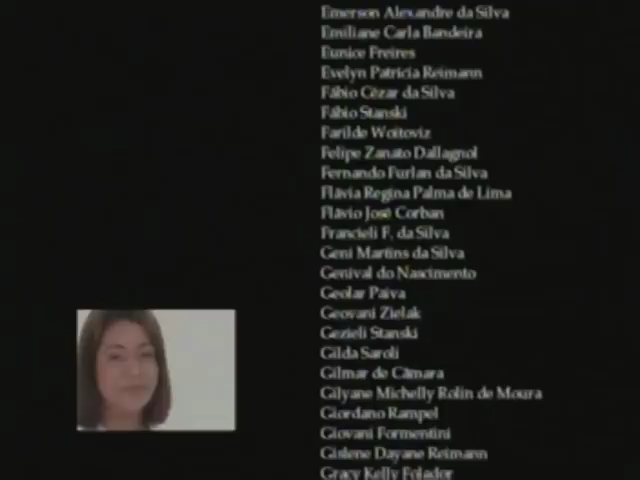 Emerson Alexandre da Silva
Emiliane Carla Bandeira
Eunice Freires
Evelyn Patricia Reimann
Fábio Cézar da Silva
Fábio Stanski
Farilde Woitoviz
Felipe Zanato Dallagnol
Fernando Furlan da Silva
Flávia Regina Palma de Lima
Flávio José Corban
Francieli F. da Silva
Geni Martins da Silva
Genival do Nascimento
Geolar Paiva
Geovani Zielak
Gezieli Stanski
Gilda Saroli
Gilmar de Câmara
Gilyane Michelly Rolin de Moura
Giordano Rampel
Giovani Formentini
Gislene Dayane Reimann
Gracy Kelly Folador